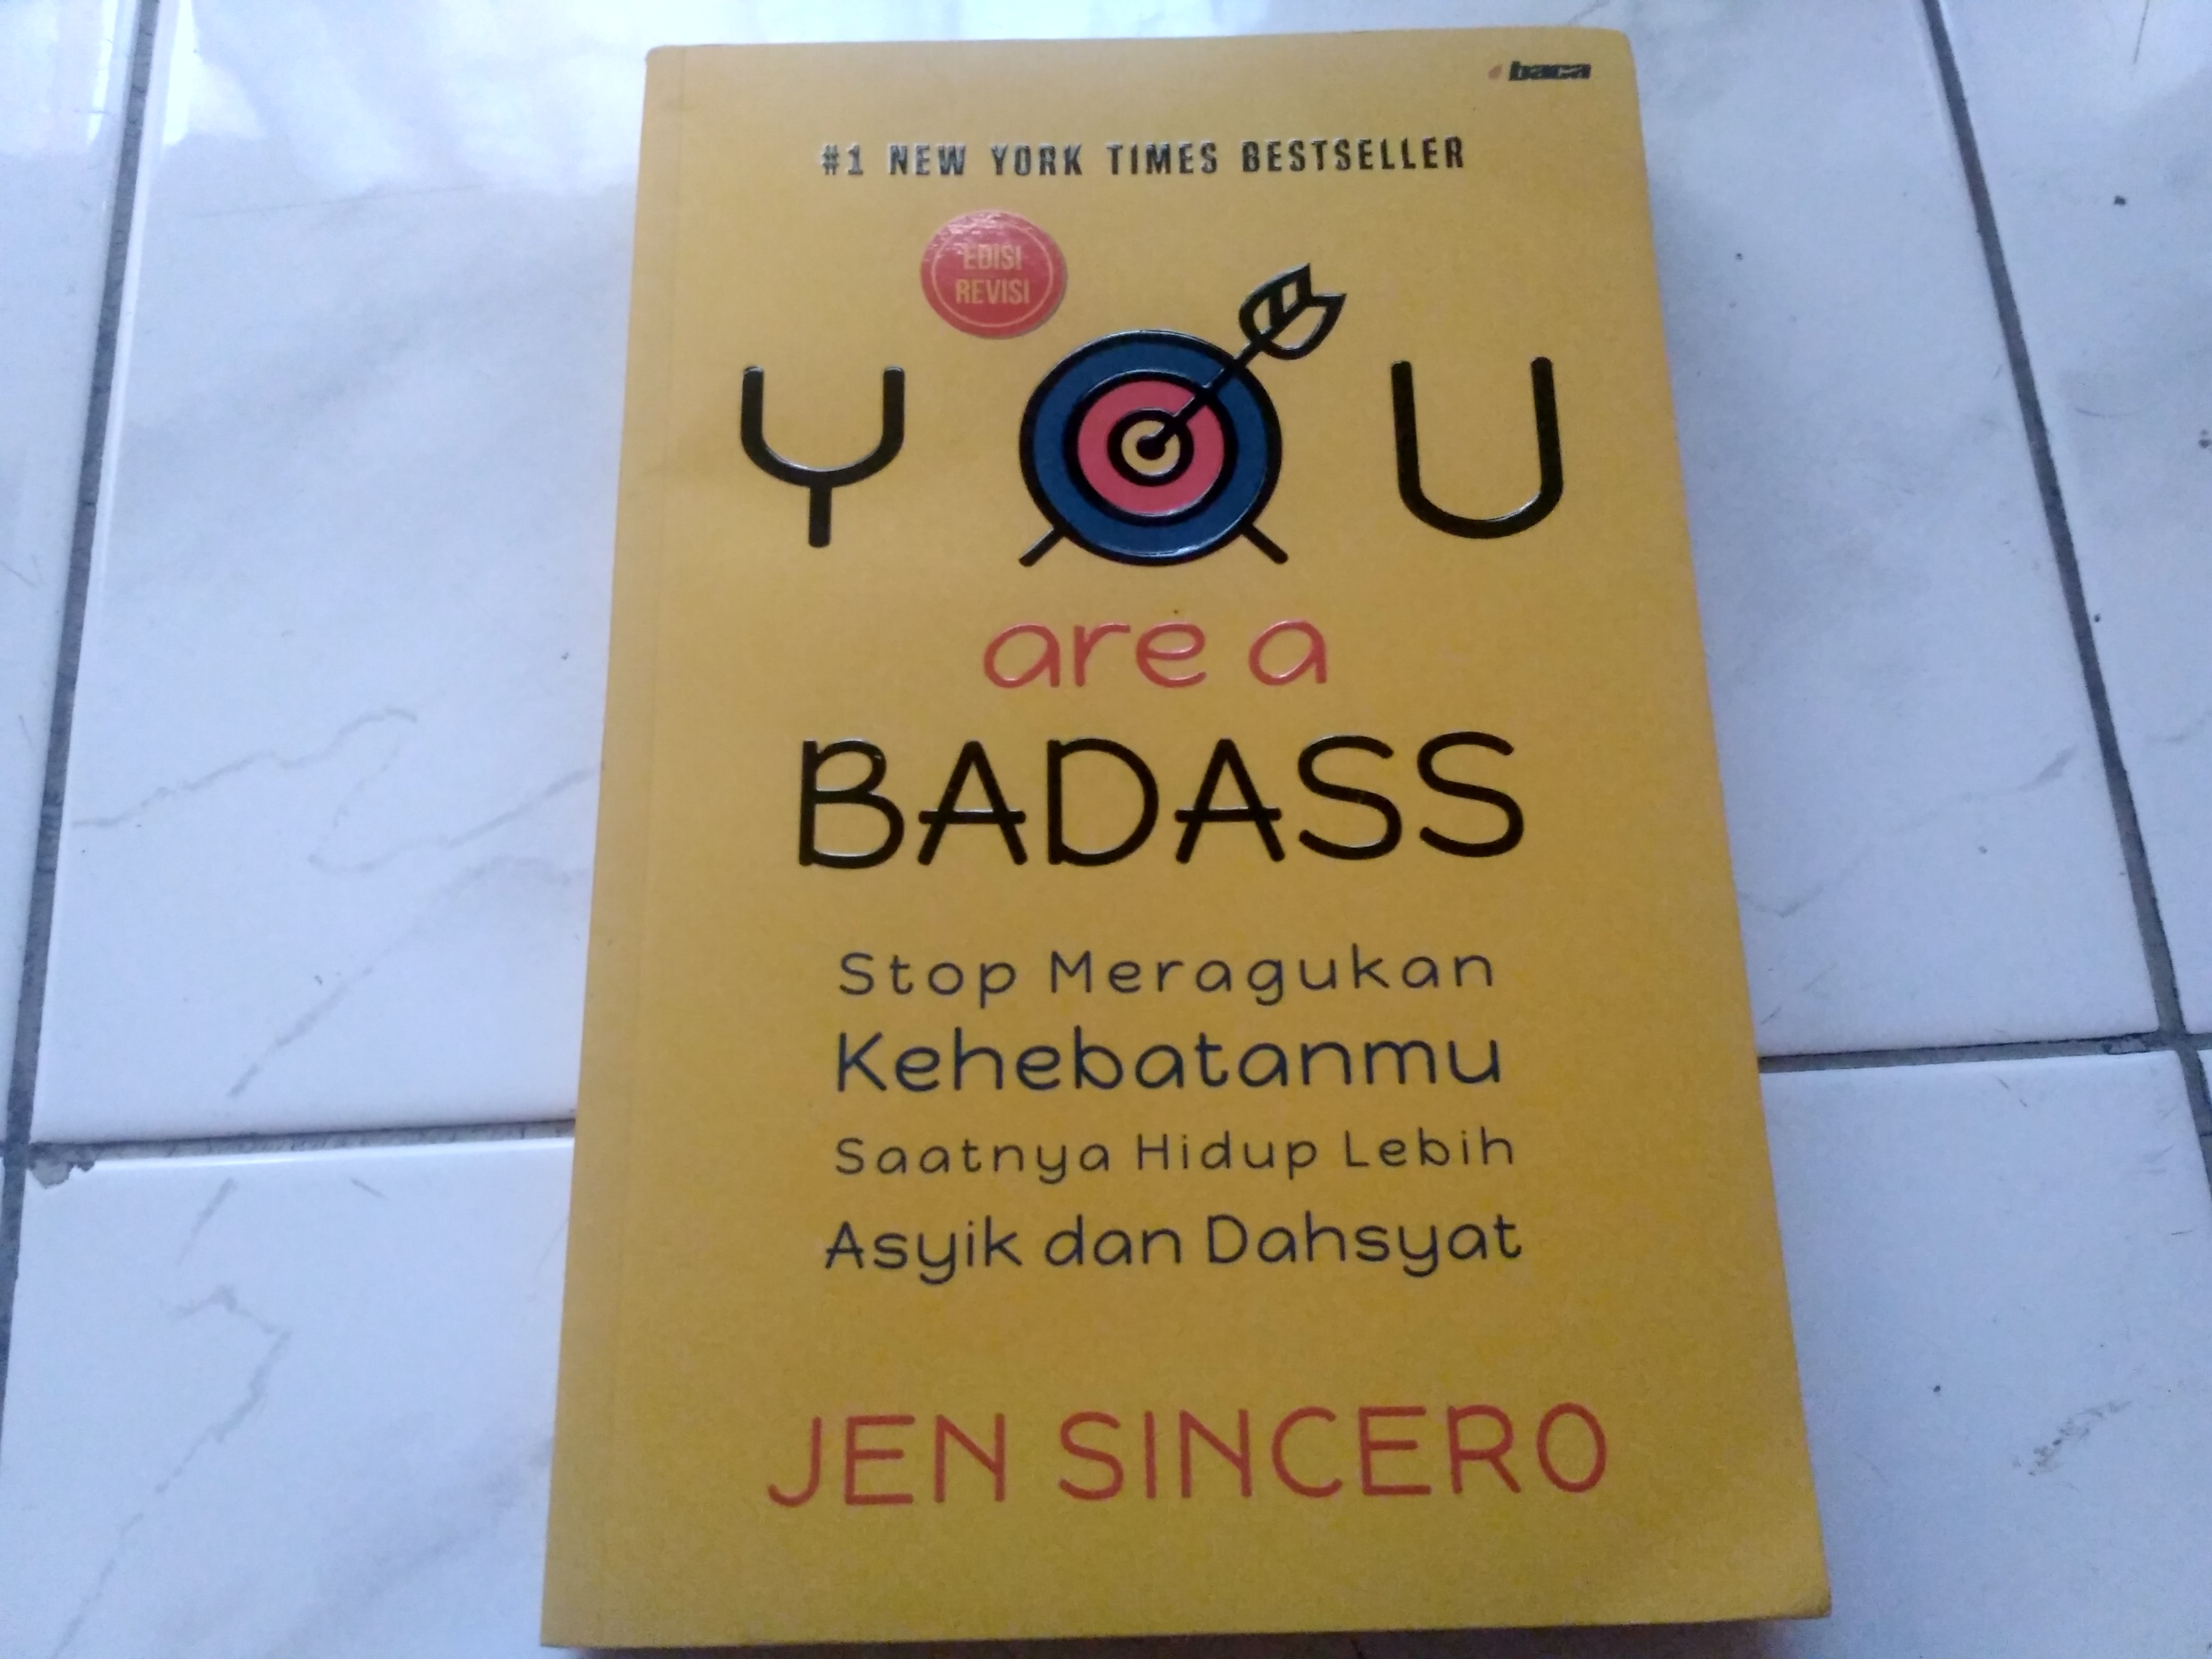 baca
#1 NEW YORK TIMES BESTSELLER
EDISI
REVISI
YOU
are a
BADASS
Stop Meragukan
Kehebatanmu
Saatnya Hidup Lebih
Asyik dan Dahsyat
JEN SINCERO